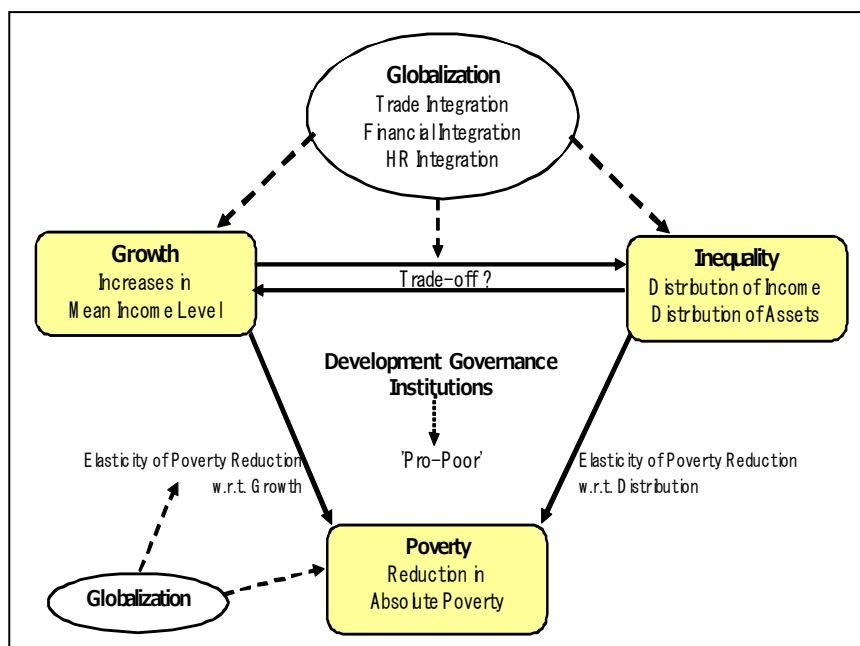 Globalization
Trade Integration
Financial Integration
HR Integration
Growth
Increases in
Mean Income Level
Trade-off ?
Inequality
Distribution of Income
Distribution of Assets
Development Governance
Institutions
'Pro-Poor'
Elasticity of Poverty Reduction
w.r.t. Growth
Elasticity of Poverty Reduction
w.r.t. Distribution
Poverty
Reduction in
Absolute Poverty
Globalization